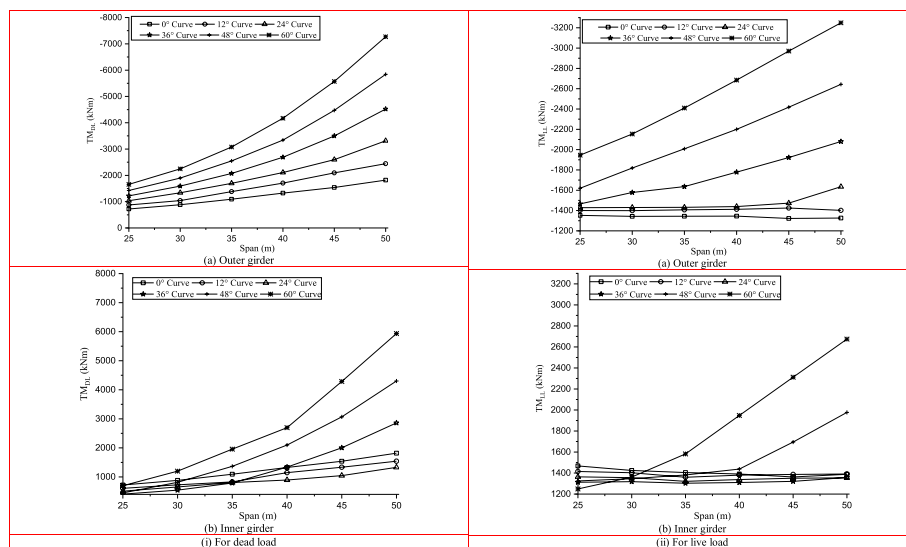 -8000
0° Curve 12° Curve 24° Curve
36° Curve 48° Curve 60° Curve
-7000
-6000
-5000
-4000
-3000
-2000
-1000
0
TM_DL (kNm)
25 30 35 40 45 50
Span (m)
(a) Outer girder
0° Curve 12° Curve 24° Curve
36° Curve 48° Curve 60° Curve
-3200
-3000
-2800
-2600
-2400
-2200
-2000
-1800
-1600
-1400
-1200
TM_LL (kNm)
25 30 35 40 45 50
Span (m)
(a) Outer girder
8000
0° Curve 12° Curve 24° Curve
36° Curve 48° Curve 60° Curve
7000
6000
5000
4000
3000
2000
1000
TM_DL (kNm)
25 30 35 40 45 50
Span (m)
(b) Inner girder
(i) For dead load
0° Curve 12° Curve 24° Curve
36° Curve 48° Curve 60° Curve
3200
3000
2800
2600
2400
2200
2000
1800
1600
1400
1200
TM_LL (kNm)
25 30 35 40 45 50
Span (m)
(b) Inner girder
(ii) For live load